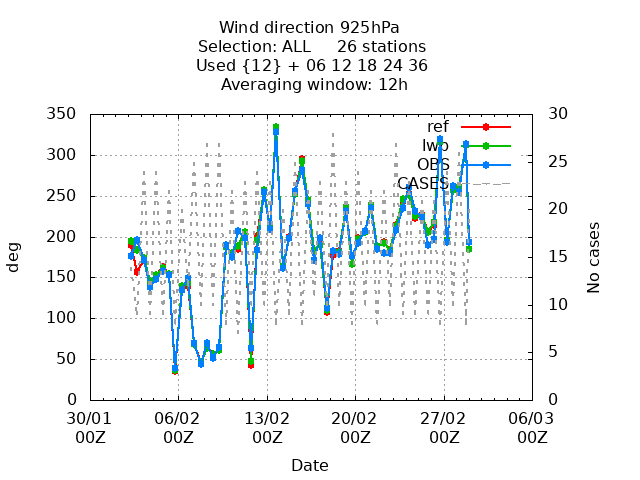 Wind direction 925hPa
Selection: ALL 26 stations
Used {12} + 06 12 18 24 36
Averaging window: 12h
deg
350
300
250
200
150
100
50
0
30
25
20
15
10
5
0
No cases
ref
lwp
OBS
CASES
30/01 06/02 13/02 20/02 27/02 06/03
00Z 00Z 00Z 00Z 00Z 00Z
Date